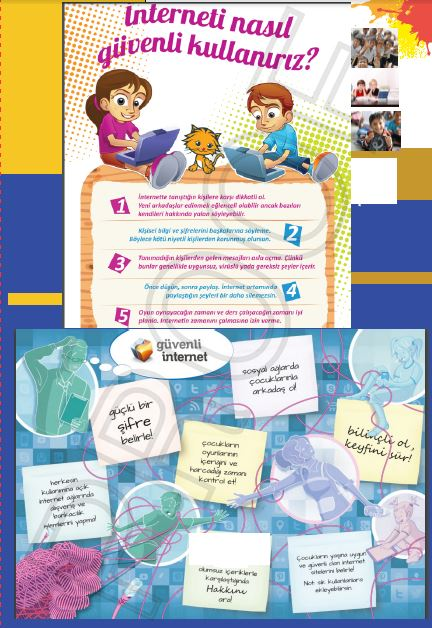 İnterneti nasıl
güvenli kullanırız?
1
İnternette tanıştığın kişilere karşı dikkatli ol.
Yeni arkadaşlar edinmek eğlenceli olabilir ancak bazıları
kendileri hakkında yalan söyleyebilir.
Kişisel bilgi ve şifrelerini başkalarına söyleme.
Böylece kötü niyetli kişilerden korunmuş olursun.
2
3
Tanımadığın kişilerden gelen mesajları asla açma. Çünkü
bunlar genellikle uygunsuz, virüslü yada gereksiz şeyler içerir.
Önce düşün, sonra paylaş. İnternet ortamında
paylaştığın şeyleri bir daha silemezsin.
4
5
Oyun oynayacağın zamanı ve ders çalışacağın zamanı iyi
planla. İnternetin zamanını çalmasına izin verme.
güvenli
internet
sosyal ağlarda
çocuklarınla
arkadaş ol!
güçlü bir
şifre
belirle!
çocukların
oyunlarının
içeriğini ve
harcadığı zamanı
kontrol et!
bilinçli ol,
keyfini sür!
herkesin
kullanımına açık
internet ağlarında
alışveriş ve
bankacılık
işlemlerini yapma!
olumsuz içeriklerle
karşılaştığında
Hakkını
ara!
Çocukların yaşına uygun
ve güvenli olan internet
sitelerini belirle!
Not: sık kullanılanlara
ekleyebilirsin.